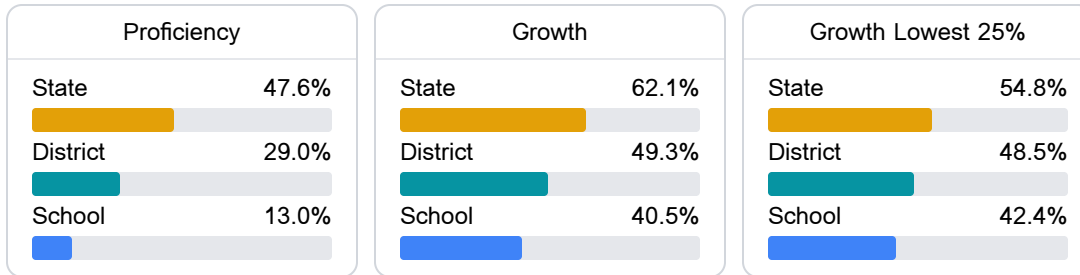 Proficiency
State 47.6%
District 29.0%
School 13.0%
Growth
State 62.1%
District 49.3%
School 40.5%
Growth Lowest 25%
State 54.8%
District 48.5%
School 42.4%